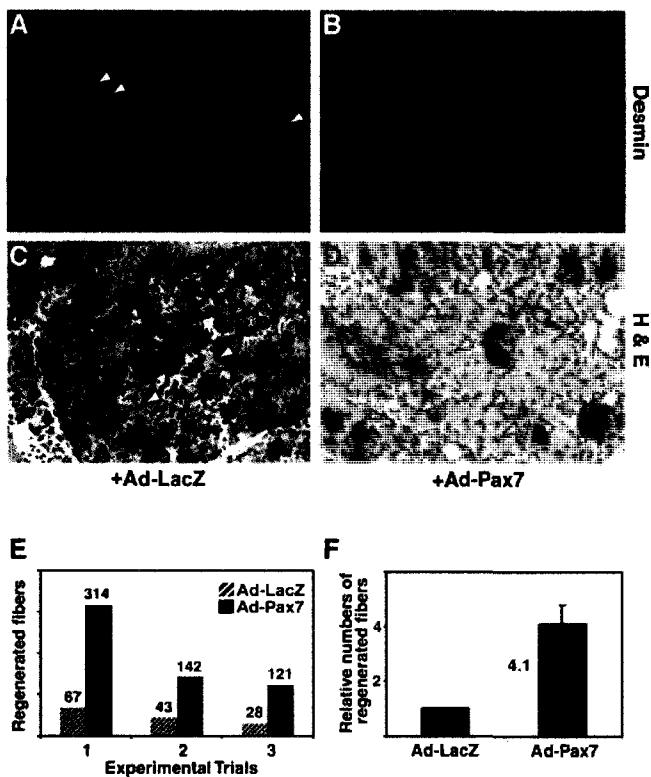 A
B
Desmin
C
D
H & E
+Ad-LacZ
+Ad-Pax7
E
Regenerated fibers
Ad-LacZ
Ad-Pax7
314
67
142
43
121
28
1
2
3
Experimental Trials
F
Relative numbers of
regenerated fibers
4
2
4.1
Ad-LacZ
Ad-Pax7